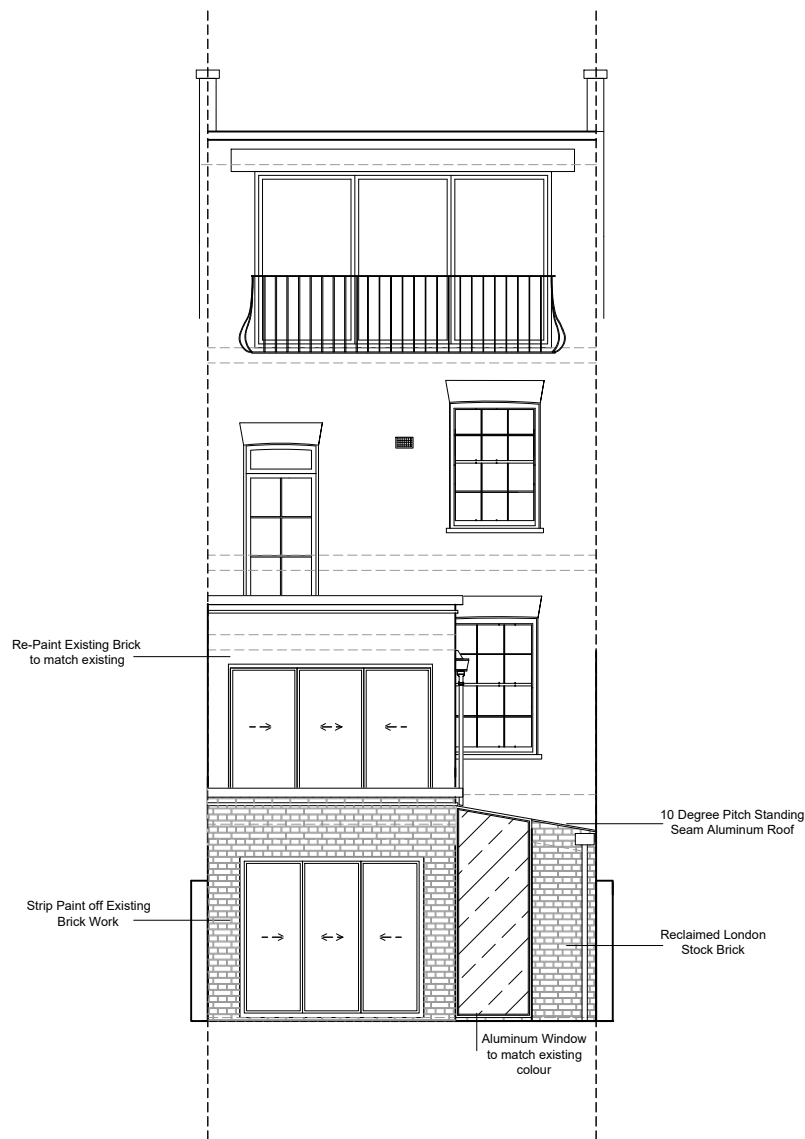 Re-Paint Existing Brick
to match existing
10 Degree Pitch Standing
Seam Aluminum Roof
Strip Paint off Existing
Brick Work
Reclaimed London
Stock Brick
Aluminum Window
to match existing
colour